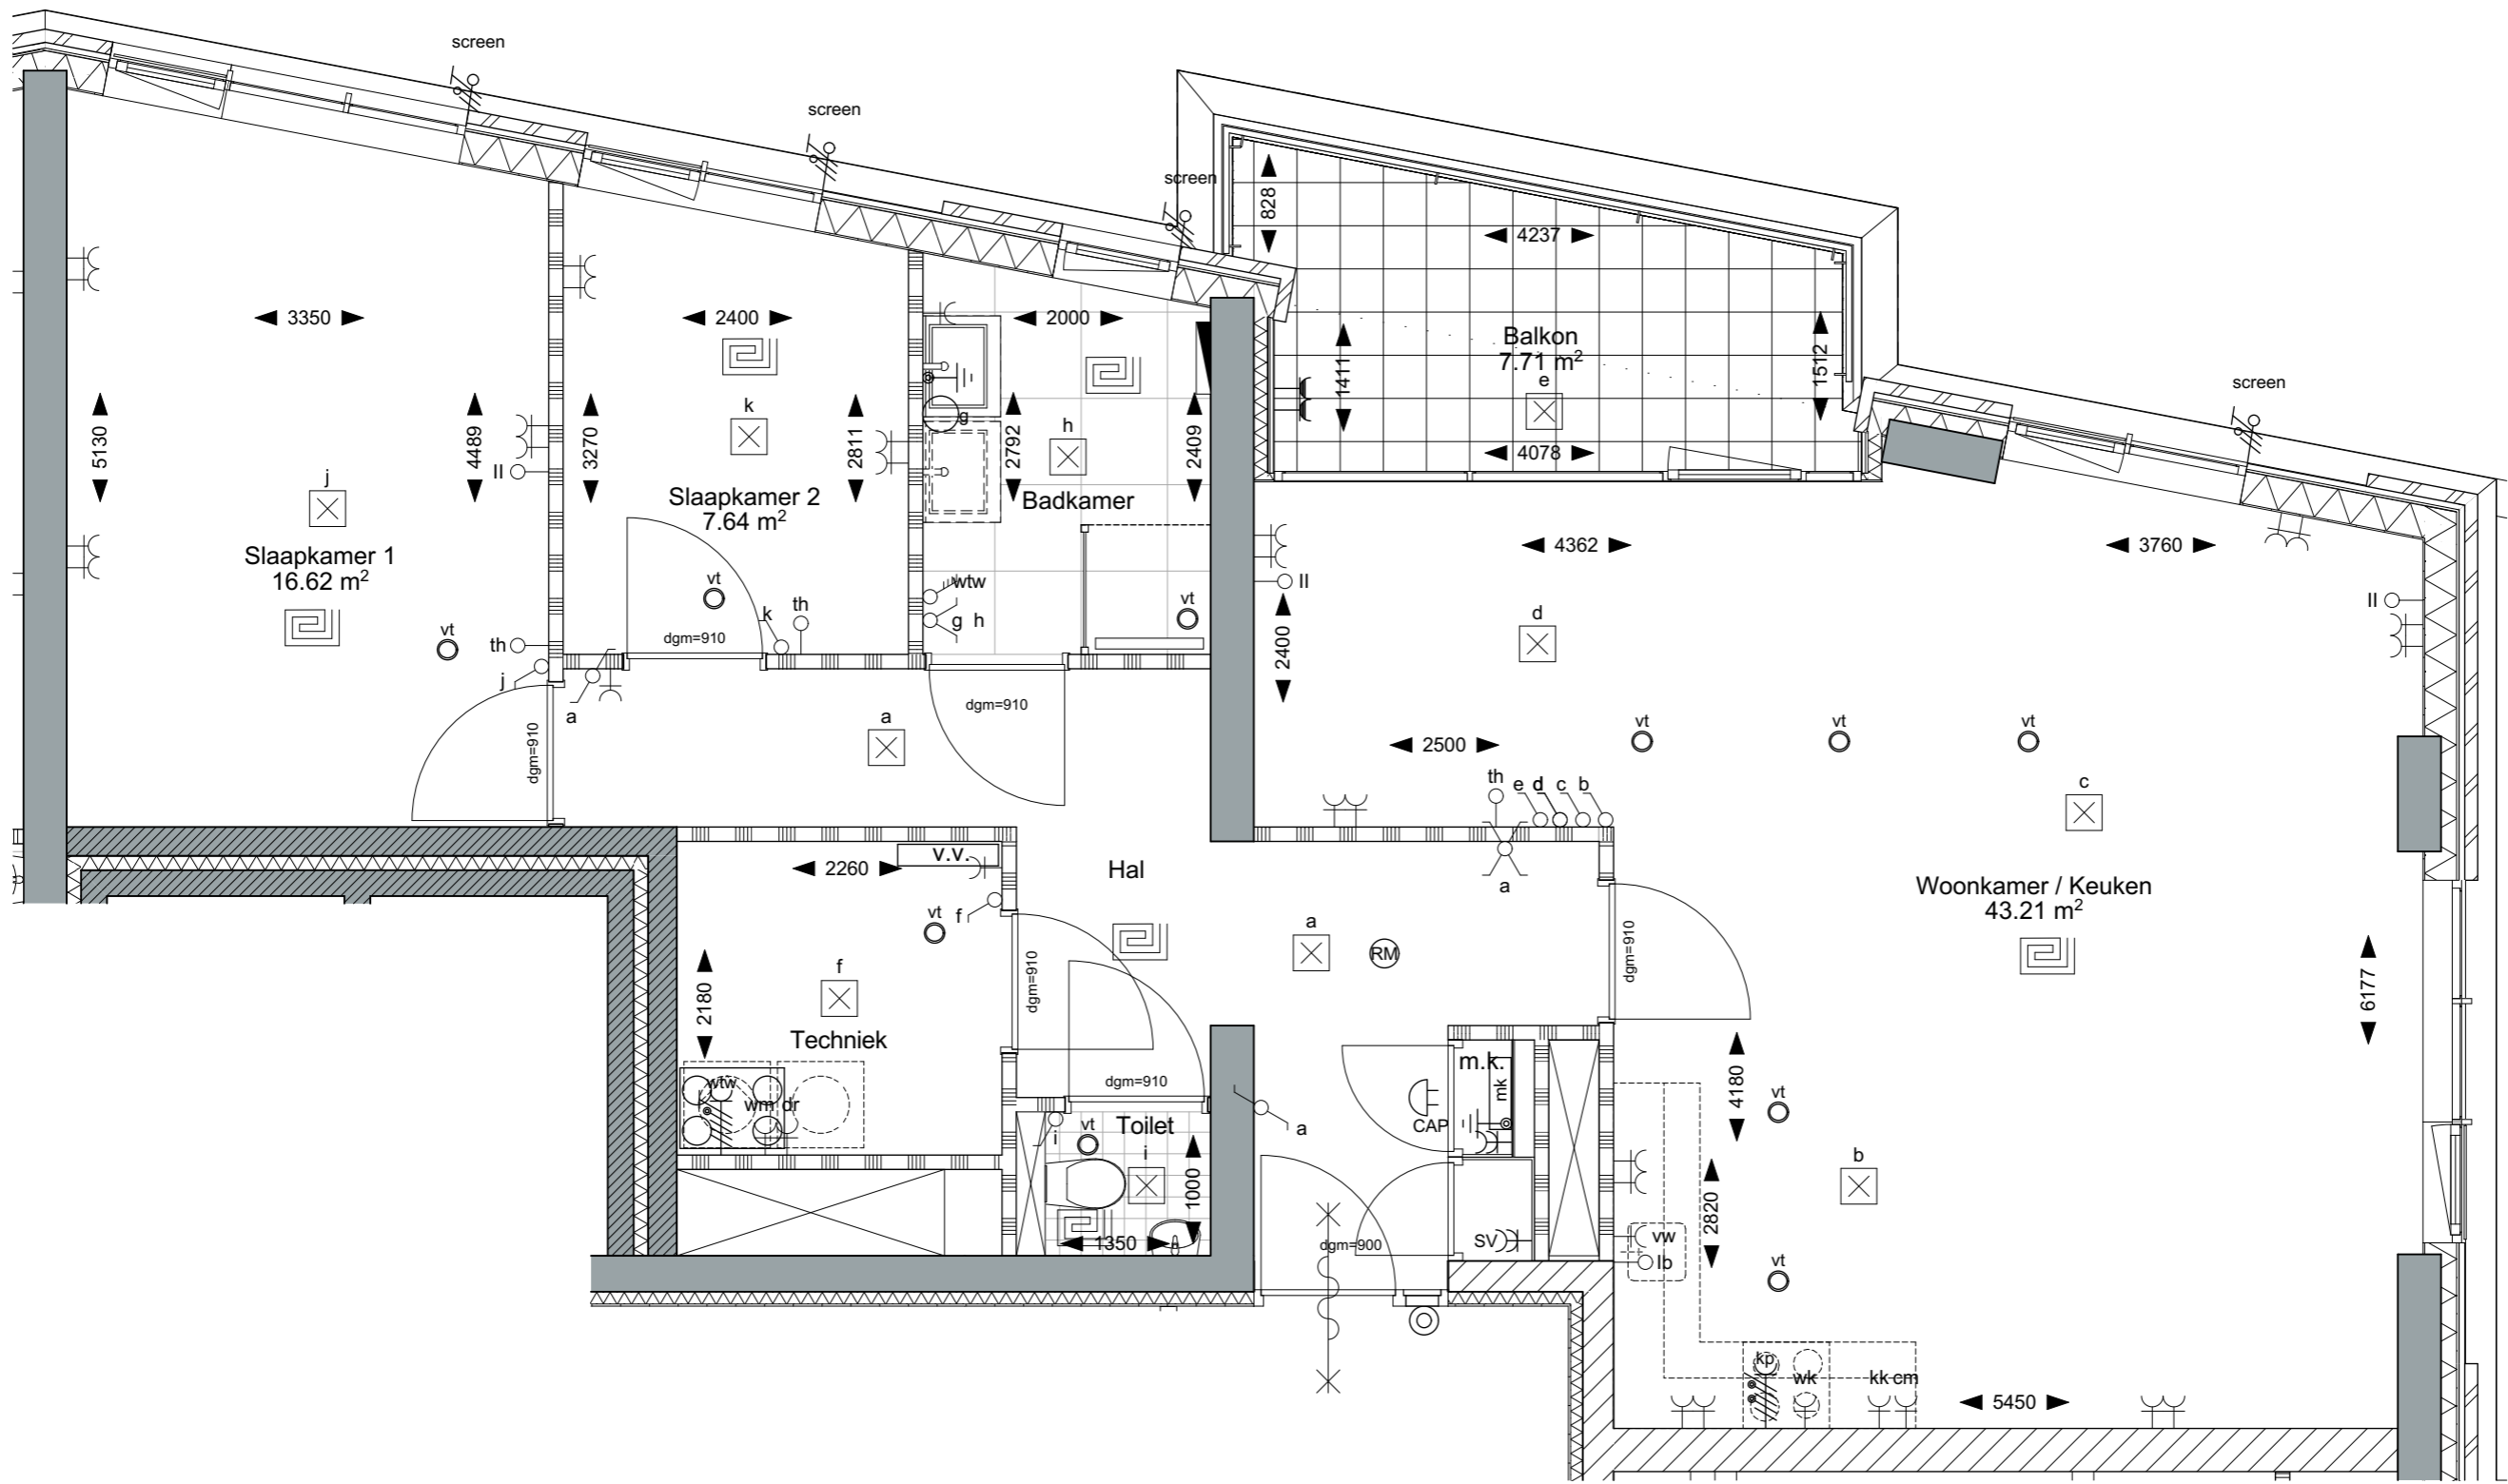 screen
screen
screen
screen
828
4237
3350
2400
2000
Balkon
7.71 m²
e
1411
1512
4078
5130
4489
3270
2811
2792
2409
k
g
h
j
ll
Slaapkamer 2
7.64 m²
Badkamer
Slaapkamer 1
16.62 m²
4362
3760
vt
wtw
g h
vt
ll
ll
k
th
dgm=910
2400
d
th
vt
j
a
a
dgm=910
dgm=910
2500
vt
vt
vt
th
e d c b
c
v.v.
2260
Hal
a
Woonkamer / Keuken
43.21 m²
vt
f
a
RM
dgm=910
dgm=910
2180
f
6177
Techniek
m.k.
mk
4180
vt
wtw
wm dr
dgm=910
CAP
i
vt
Toilet
i
a
1000
b
2820
1350
dgm=900
SV
vw
lb
vt
kp
wk
kk cm
5450